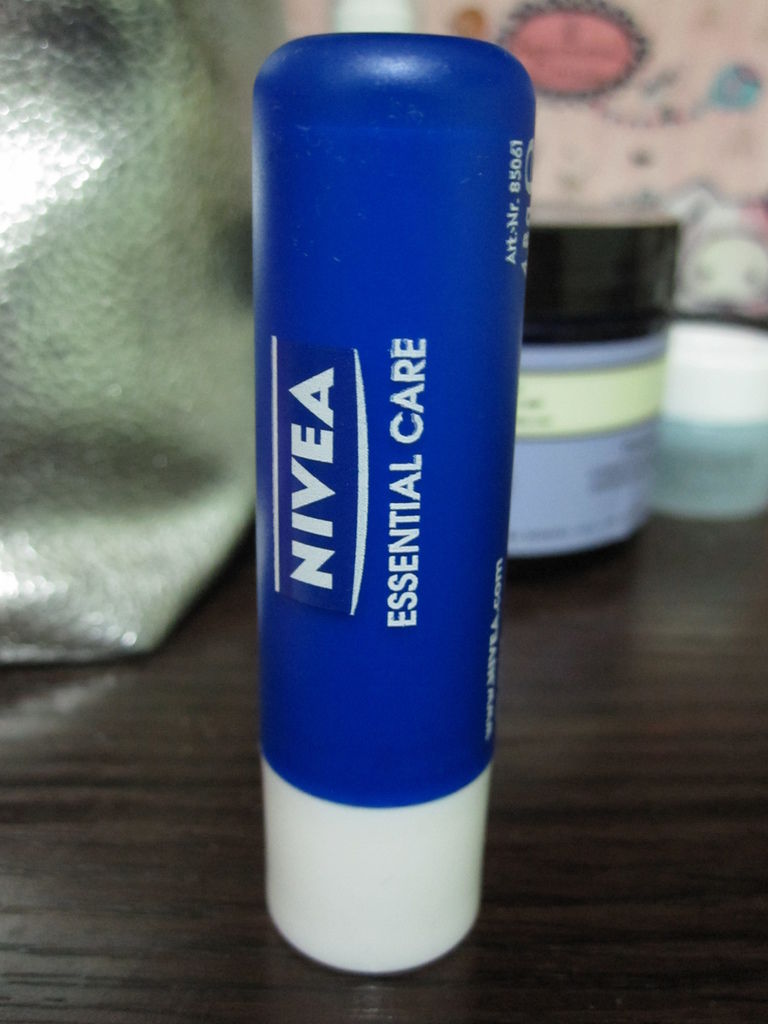 NIVEA
ESSENTIAL CARE
Art.-Nr. 85061
www.NIVEA.com